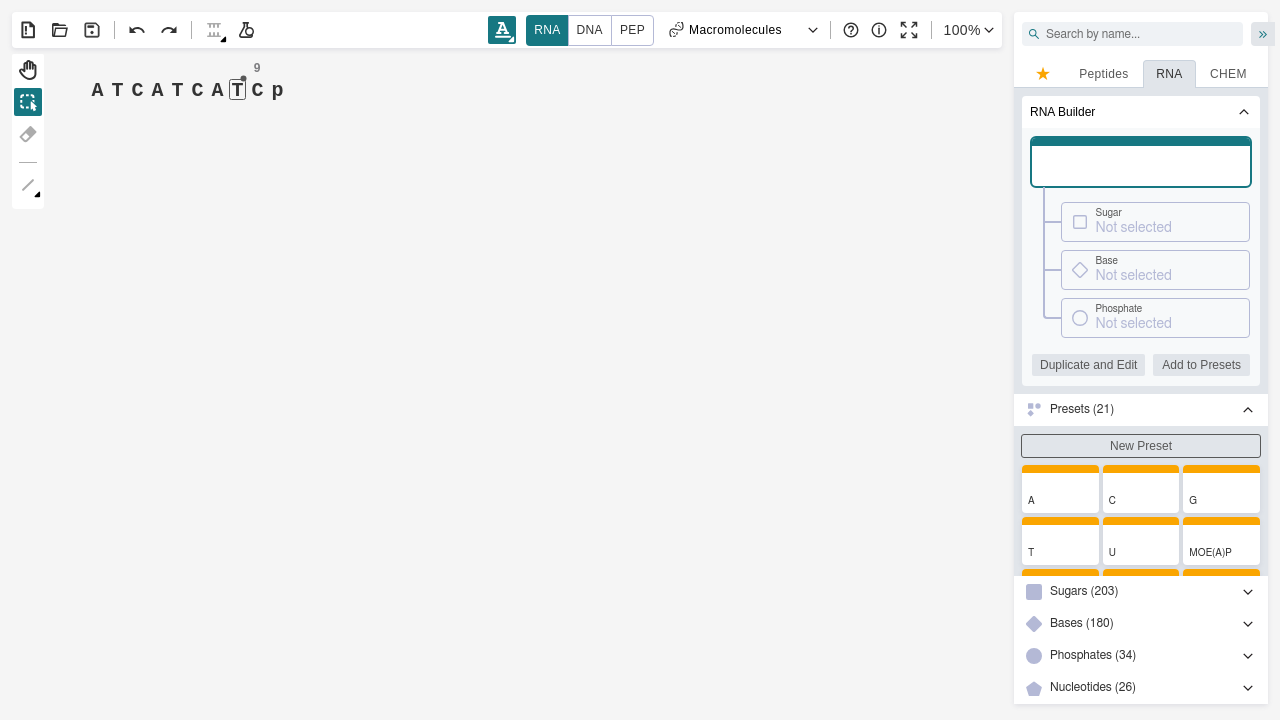 A RNA DNA PEP Macromolecules 100%
9
A T C A T C A T C p
Search by name...
Peptides RNA CHEM
RNA Builder
Sugar
Not selected
Base
Not selected
Phosphate
Not selected
Duplicate and Edit Add to Presets
Presets (21)
New Preset
A C G
T U MOE(A)P
Sugars (203)
Bases (180)
Phosphates (34)
Nucleotides (26)